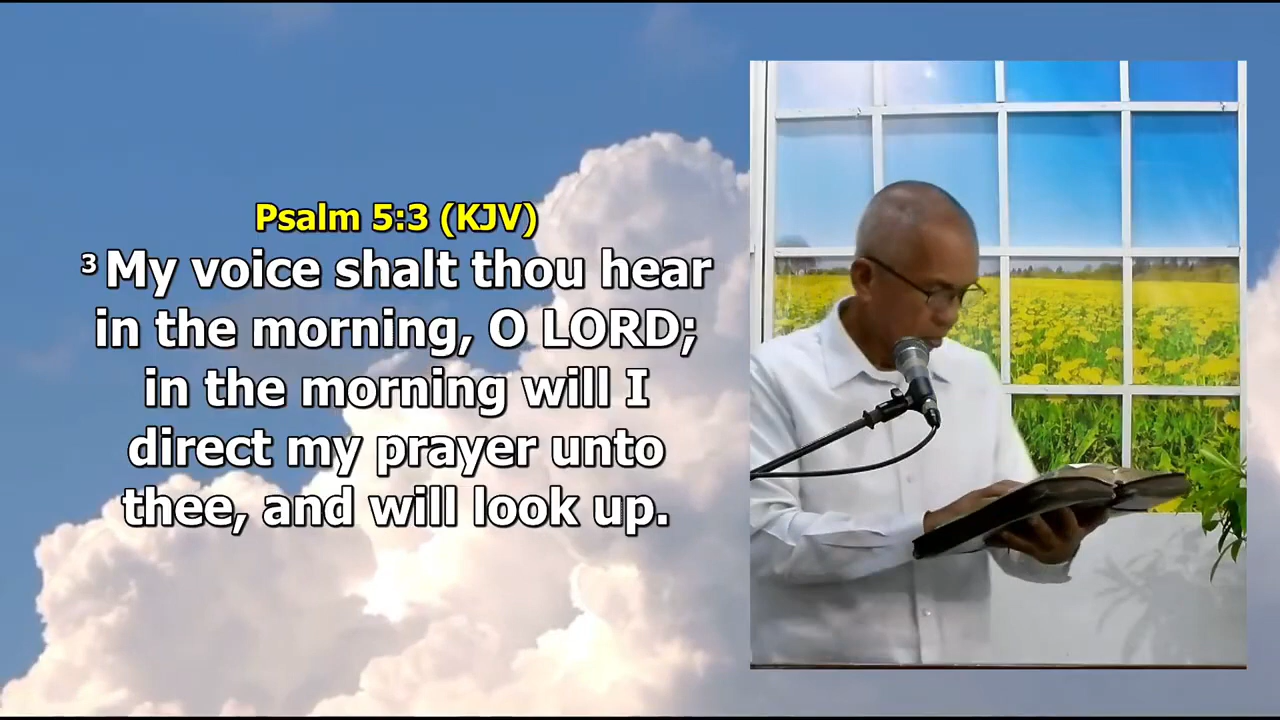 Psalm 5:3 (KJV)
3 My voice shalt thou hear
in the morning, O LORD;
in the morning will I
direct my prayer unto
thee, and will look up.